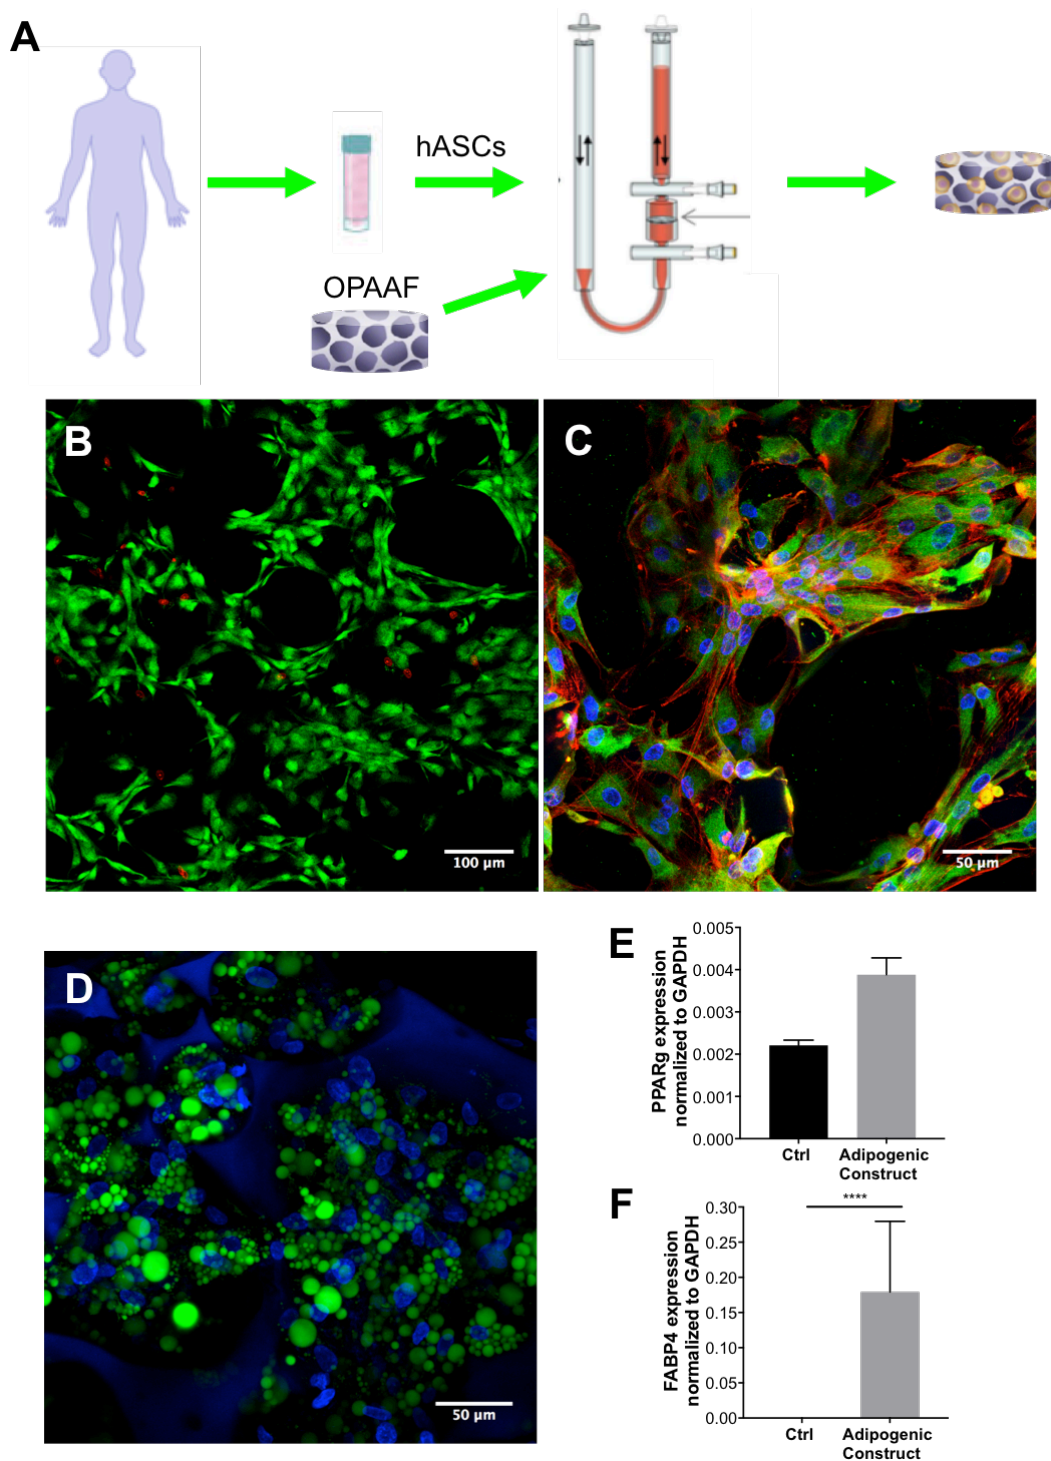 A
hASCs
OPAAF
B
100 µm
C
50 µm
D
50 µm
E
PPARg expression
normalized to GAPDH
0.005
0.004
0.003
0.002
0.001
0.000
Ctrl
Adipogenic
Construct
F
FABP4 expression
normalized to GAPDH
****
0.30
0.25
0.20
0.15
0.10
0.05
0.00
Ctrl
Adipogenic
Construct